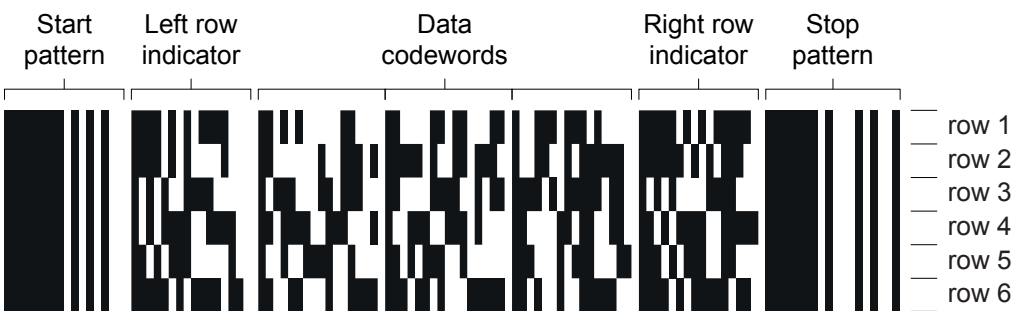 Start
pattern
Left row
indicator
Data
codewords
Right row
indicator
Stop
pattern
row 1
row 2
row 3
row 4
row 5
row 6